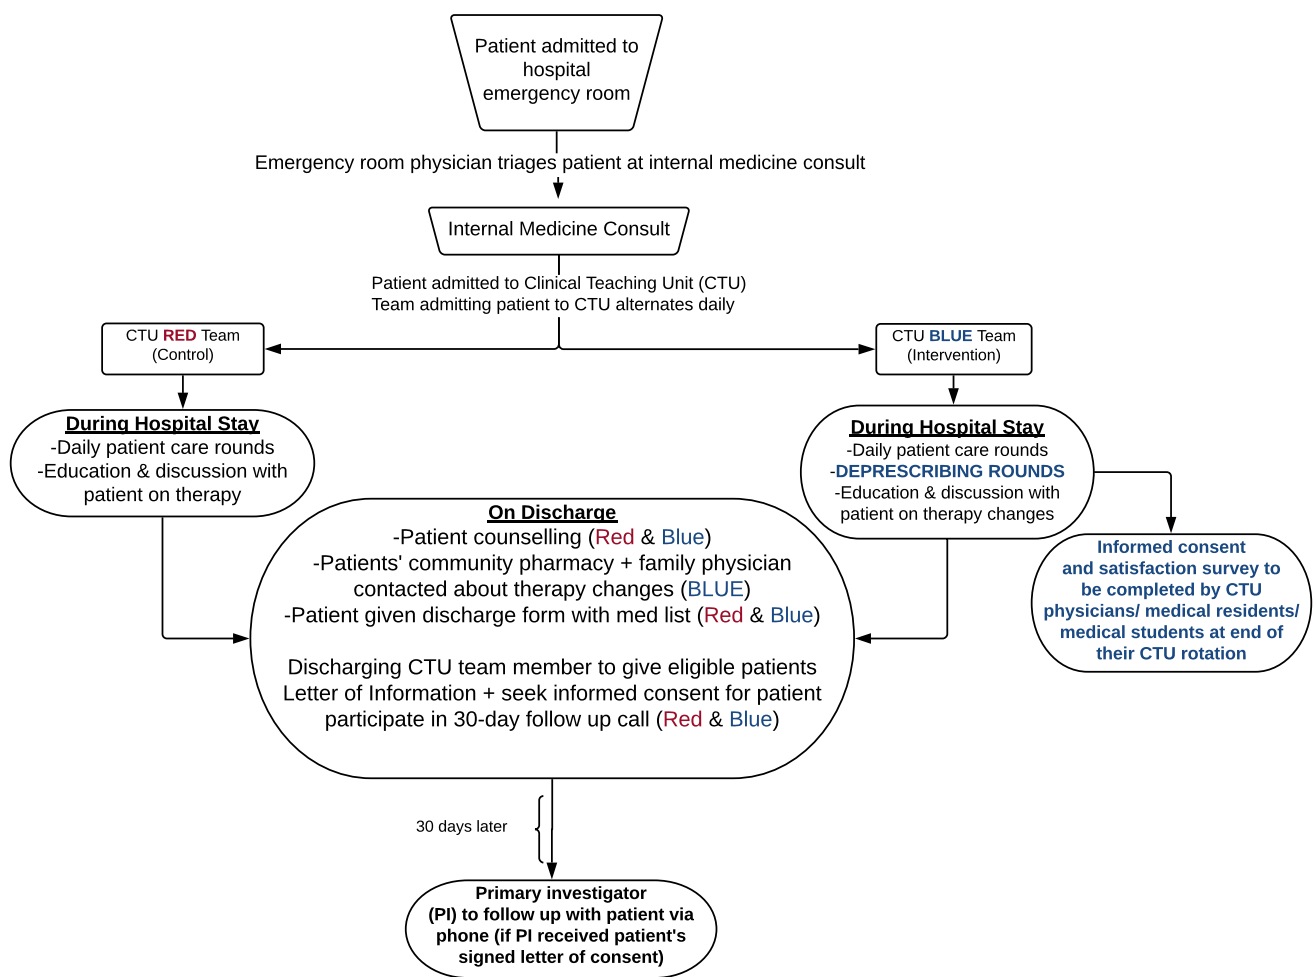 Patient admitted to
hospital
emergency room
Emergency room physician triages patient at internal medicine consult
Internal Medicine Consult
Patient admitted to Clinical Teaching Unit (CTU)
Team admitting patient to CTU alternates daily
CTU RED Team
(Control)
CTU BLUE Team
(Intervention)
During Hospital Stay
-Daily patient care rounds
-Education & discussion with
patient on therapy
During Hospital Stay
-Daily patient care rounds
-DEPRESCRIBING ROUNDS
-Education & discussion with
patient on therapy changes
Informed consent
and satisfaction survey to
be completed by CTU
physicians/ medical residents/
medical students at end of
their CTU rotation
On Discharge
-Patient counselling (Red & Blue)
-Patients' community pharmacy + family physician
contacted about therapy changes (BLUE)
-Patient given discharge form with med list (Red & Blue)
Discharging CTU team member to give eligible patients
Letter of Information + seek informed consent for patient
participate in 30-day follow up call (Red & Blue)
30 days later
Primary investigator
(PI) to follow up with patient via
phone (if PI received patient's
signed letter of consent)